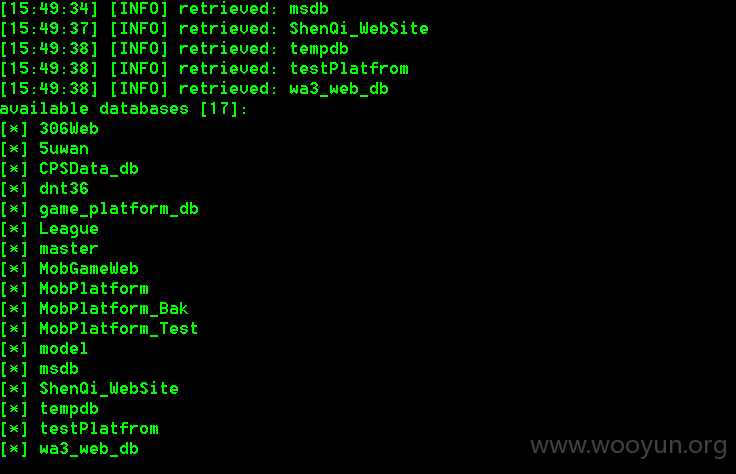 [15:49:34] [INFO] retrieved: msdb
[15:49:37] [INFO] retrieved: ShenQi_WebSite
[15:49:38] [INFO] retrieved: tempdb
[15:49:38] [INFO] retrieved: testPlatfrom
[15:49:38] [INFO] retrieved: wa3_web_db
available databases [17]:
[*] 306Web
[*] 5uwan
[*] CPSData_db
[*] dnt36
[*] game_platform_db
[*] League
[*] master
[*] MobGameWeb
[*] MobPlatform
[*] MobPlatform_Bak
[*] MobPlatform_Test
[*] model
[*] msdb
[*] ShenQi_WebSite
[*] tempdb
[*] testPlatfrom
[*] wa3_web_db
www.wooyun.org